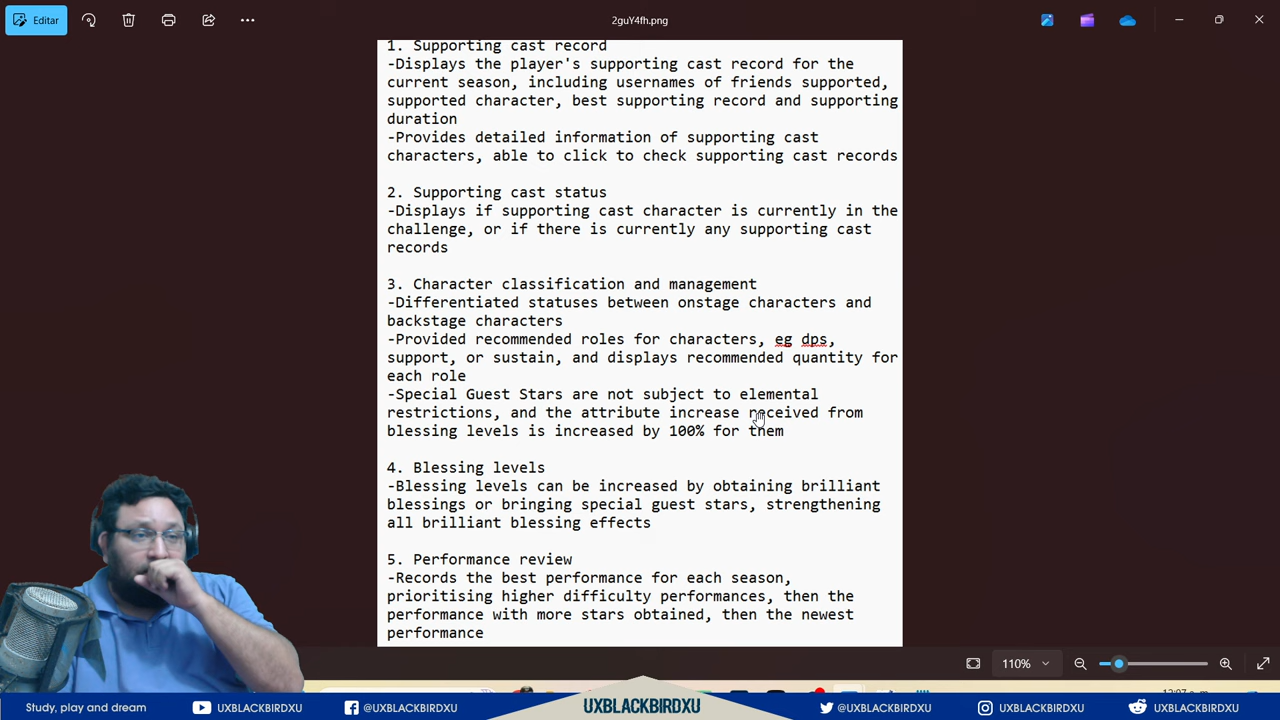 Editar
2guY4fh.png
1. Supporting cast record
-Displays the player's supporting cast record for the
current season, including usernames of friends supported,
supported character, best supporting record and supporting
duration
-Provides detailed information of supporting cast
characters, able to click to check supporting cast records
2. Supporting cast status
-Displays if supporting cast character is currently in the
challenge, or if there is currently any supporting cast
records
3. Character classification and management
-Differentiated statuses between onstage characters and
backstage characters
-Provided recommended roles for characters, eg dps,
support, or sustain, and displays recommended quantity for
each role
-Special Guest Stars are not subject to elemental
restrictions, and the attribute increase received from
blessing levels is increased by 100% for them
4. Blessing levels
-Blessing levels can be increased by obtaining brilliant
blessings or bringing special guest stars, strengthening
all brilliant blessing effects
5. Performance review
-Records the best performance for each season,
prioritising higher difficulty performances, then the
performance with more stars obtained, then the newest
performance
110%
Study, play and dream
UXBLACKBIRDXU
@UXBLACKBIRDXU
UXBLACKBIRDXU
@UXBLACKBIRDXU
UXBLACKBIRDXU
UXBLACKBIRDXU